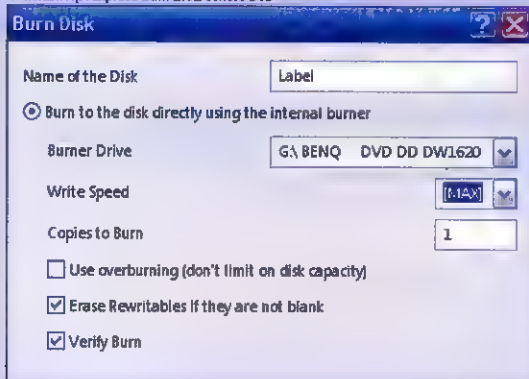 Burn Disk
Name of the Disk Label
Burn to the disk directly using the internal burner
Burner Drive G:\ BENQ DVD DD DW1620
Write Speed [MAX]
Copies to Burn 1
Use overburning (don't limit on disk capacity)
Erase Rewritables if they are not blank
Verify Burn